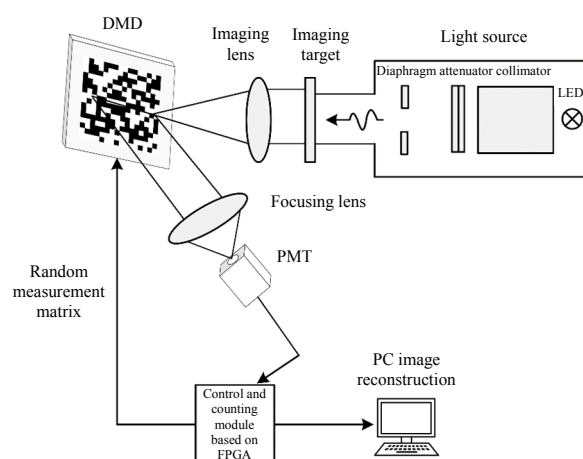 DMD
Imaging
lens
Imaging
target
Light source
Diaphragm attenuator collimator
LED
Focusing lens
PMT
Random
measurement
matrix
PC image
reconstruction
Control and
counting
module
based on
FPGA